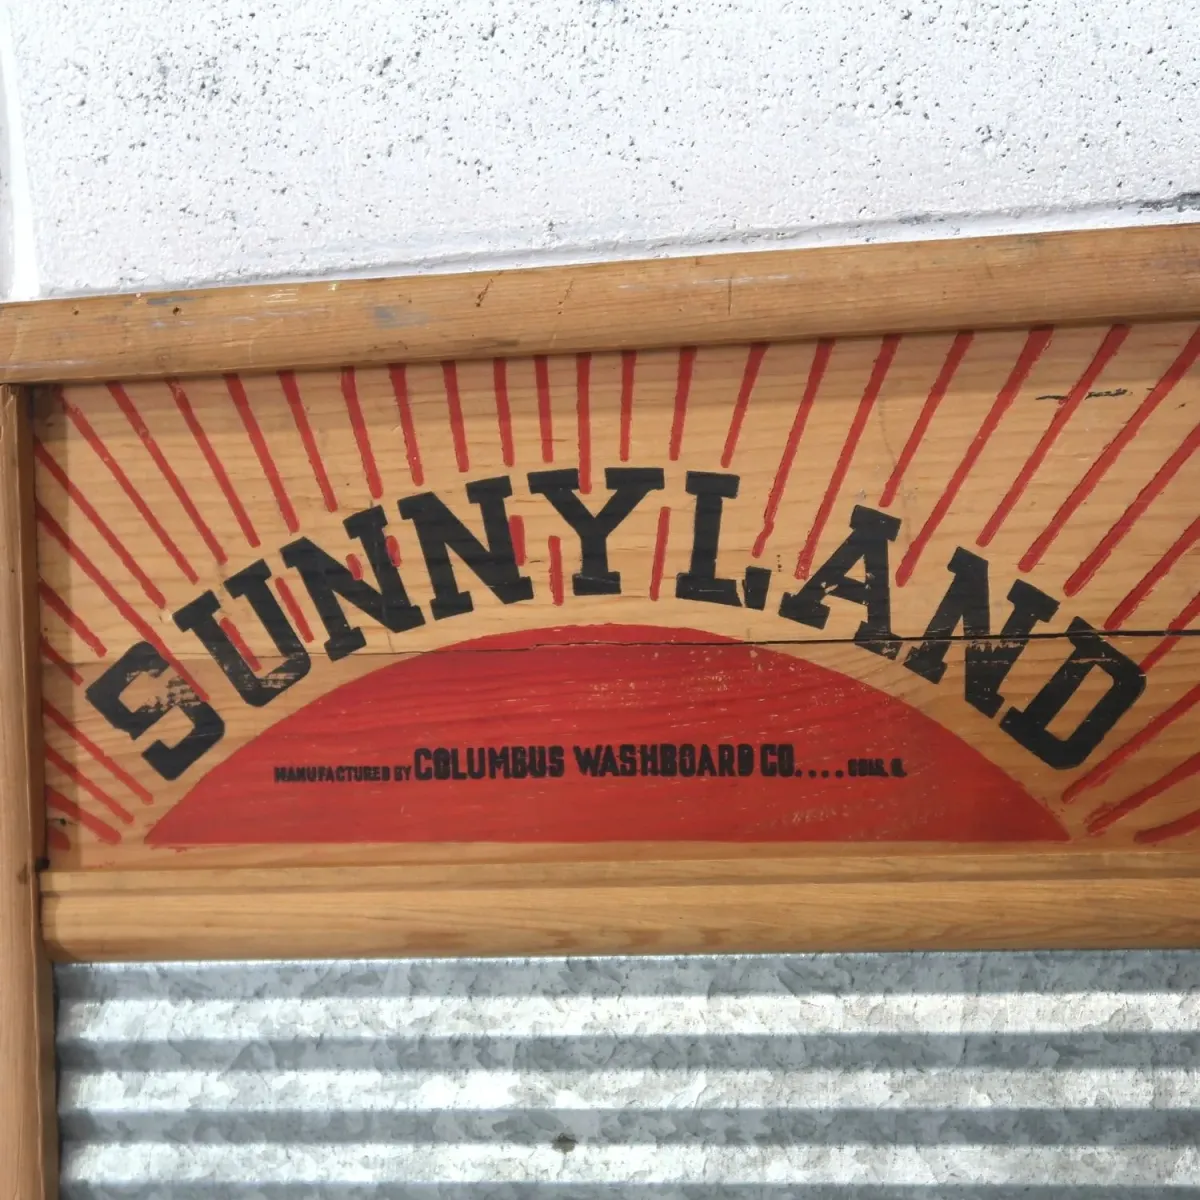 SUNNYLAND
MANUFACTURED BY COLUMBUS WASHBOARD CO. .... COLS. O.